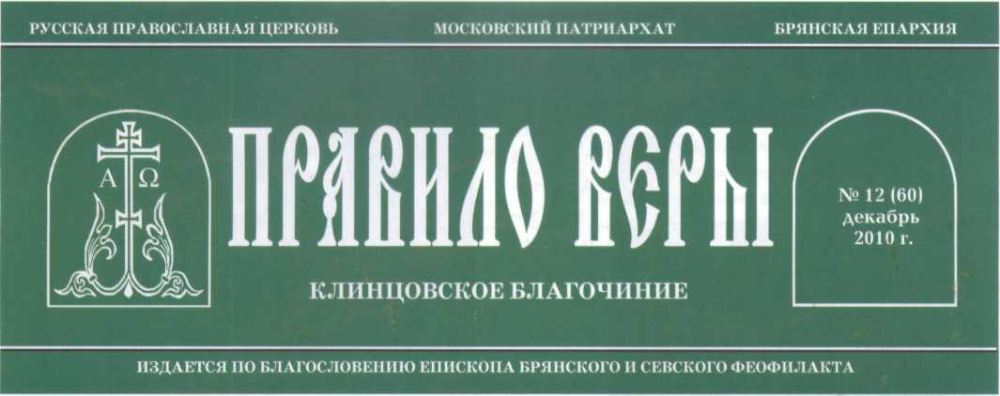 РУССКАЯ ПРАВОСЛАВНАЯ ЦЕРКОВЬ МОСКОВСКИЙ ПАТРИАРХАТ БРЯНСКАЯ ЕПАРХИЯ
Α Ω
ПРАВИЛО ВЕРЫ
№ 12 (60)
декабрь
2010 г.
КЛИНЦОВСКОЕ БЛАГОЧИНИЕ
ИЗДАЕТСЯ ПО БЛАГОСЛОВЕНИЮ ЕПИСКОПА БРЯНСКОГО И СЕВСКОГО ФЕОФИЛАКТА